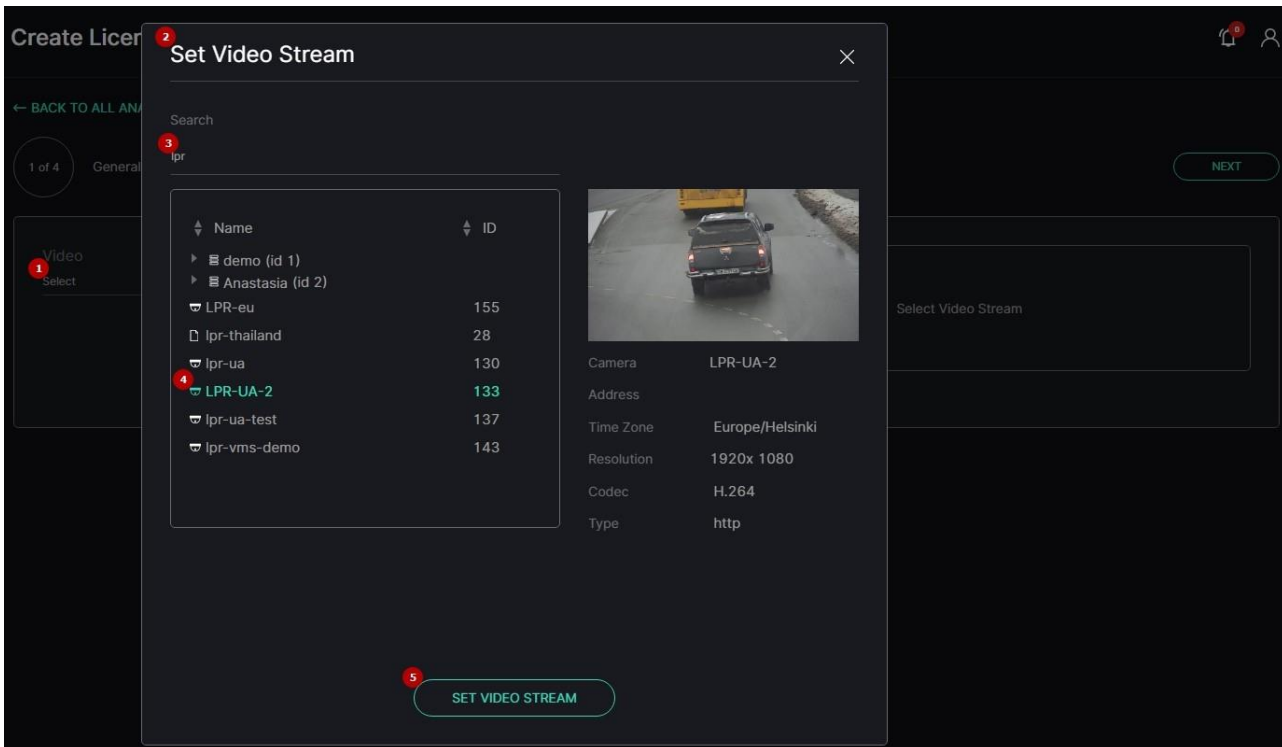 Create Licen
2
Set Video Stream
0
← BACK TO ALL ANA
Search
3
lpr
1 of 4
General
NEXT
Name
ID
Video
1
Select
demo (id 1)
Anastasia (id 2)
LPR-eu
155
lpr-thailand
28
lpr-ua
130
4
LPR-UA-2
133
lpr-ua-test
137
lpr-vms-demo
143
Select Video Stream
Camera
LPR-UA-2
Address
Time Zone
Europe/Helsinki
Resolution
1920x 1080
Codec
H.264
Type
http
5
SET VIDEO STREAM